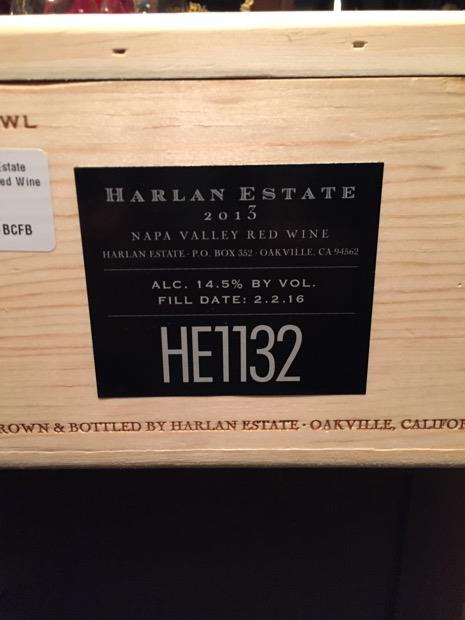 WL
state
ed Wine
BCFB
HARLAN ESTATE
2013
NAPA VALLEY RED WINE
HARLAN ESTATE · P.O. BOX 352 · OAKVILLE, CA 94562
ALC. 14.5% BY VOL.
FILL DATE: 2.2.16
HE1132
ROWN & BOTTLED BY HARLAN ESTATE · OAKVILLE, CALIFOR